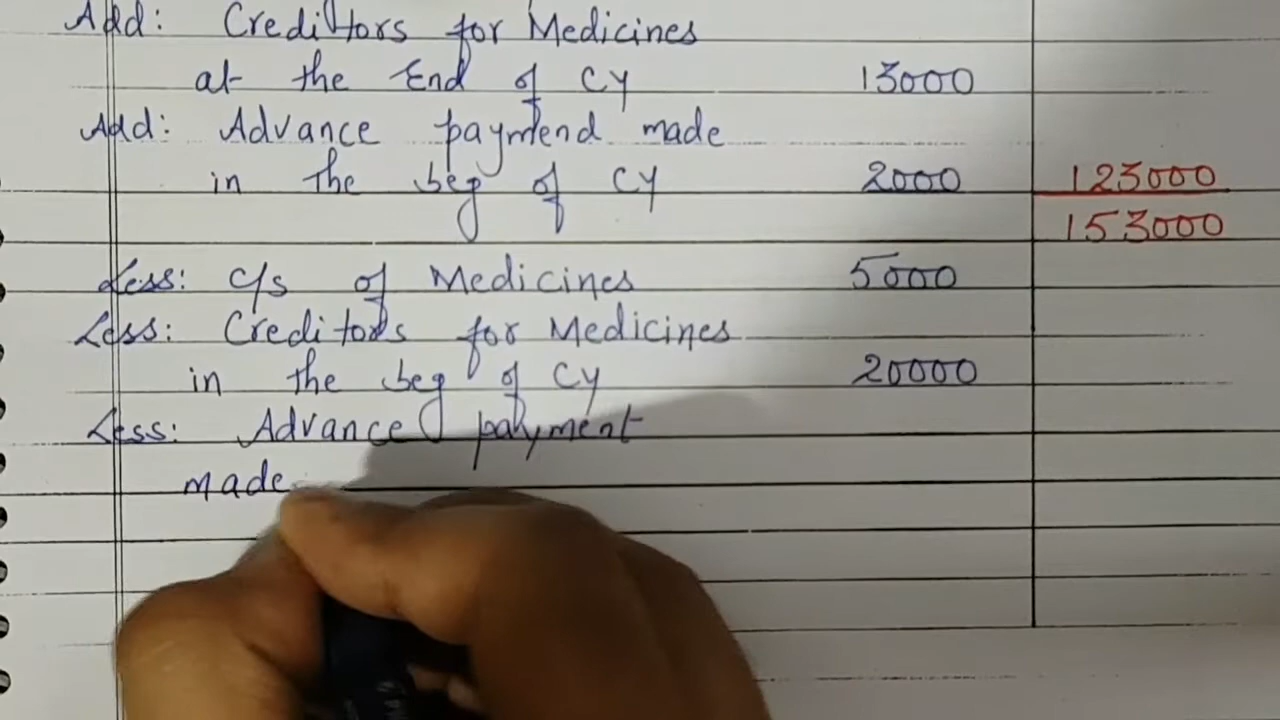 Add: Creditors for Medicines
at the End of CY 13000
Add: Advance paymend made
in the beg of CY 2000 123000
153000
Less: C/s of Medicines 5000
Less: Creditors for Medicines
in the beg of CY 20000
Less: Advance payment
made